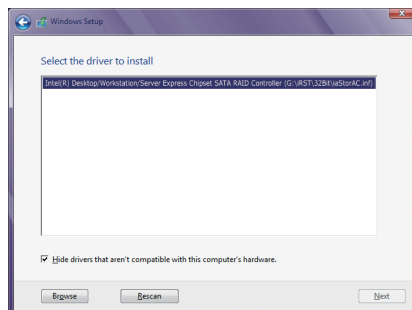 Windows Setup
Select the driver to install
Intel(R) Desktop/Workstation/Server Express Chipset SATA RAID Controller (G:\iRST\32Bit\iaStorAC.inf)
Hide drivers that aren't compatible with this computer's hardware.
Browse Rescan Next